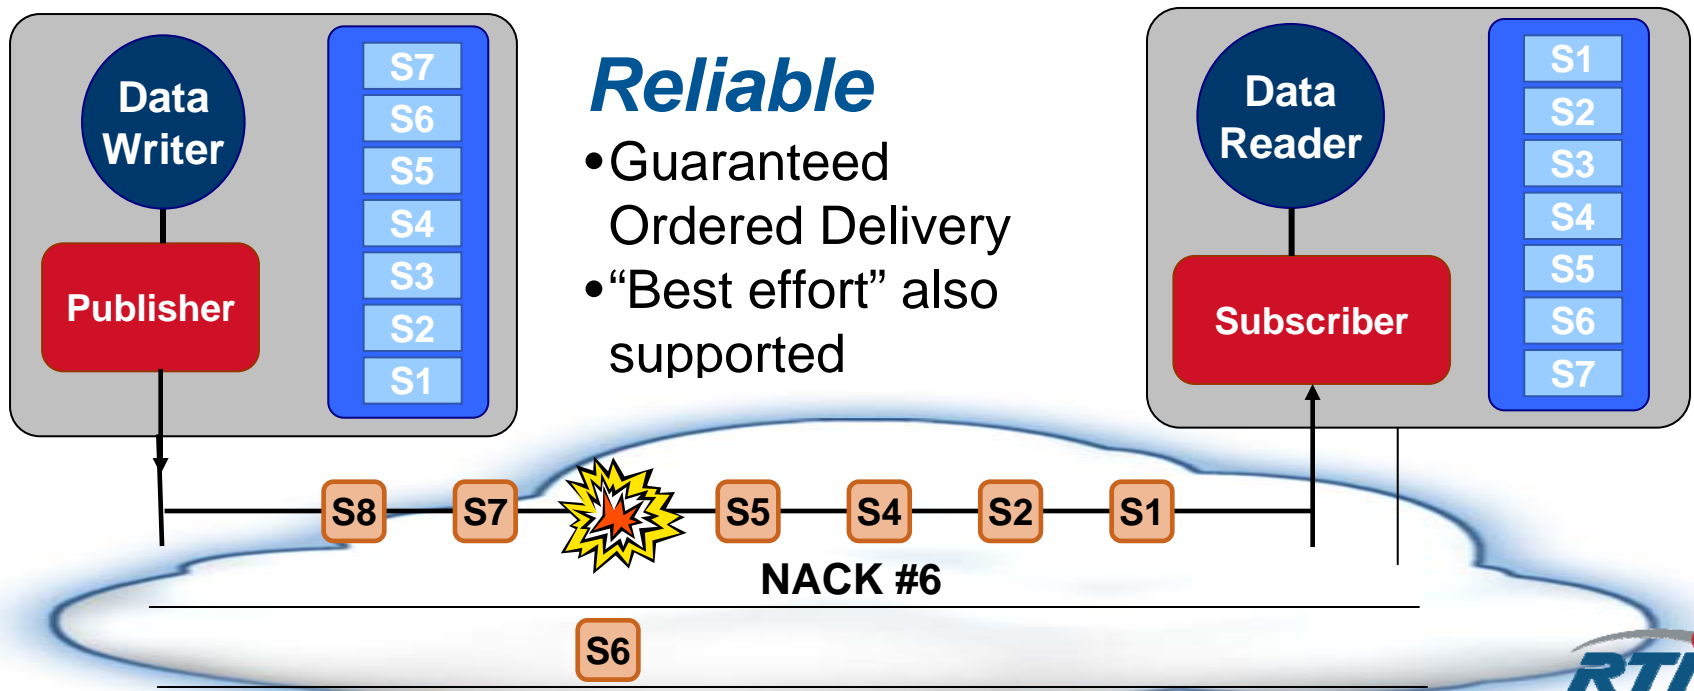 Data
Writer
Publisher
S7
S6
S5
S4
S3
S2
S1
Reliable
•Guaranteed
Ordered Delivery
•“Best effort” also
supported
Data
Reader
Subscriber
S1
S2
S3
S4
S5
S6
S7
S8 S7 S5 S4 S2 S1
NACK #6
S6
RTI